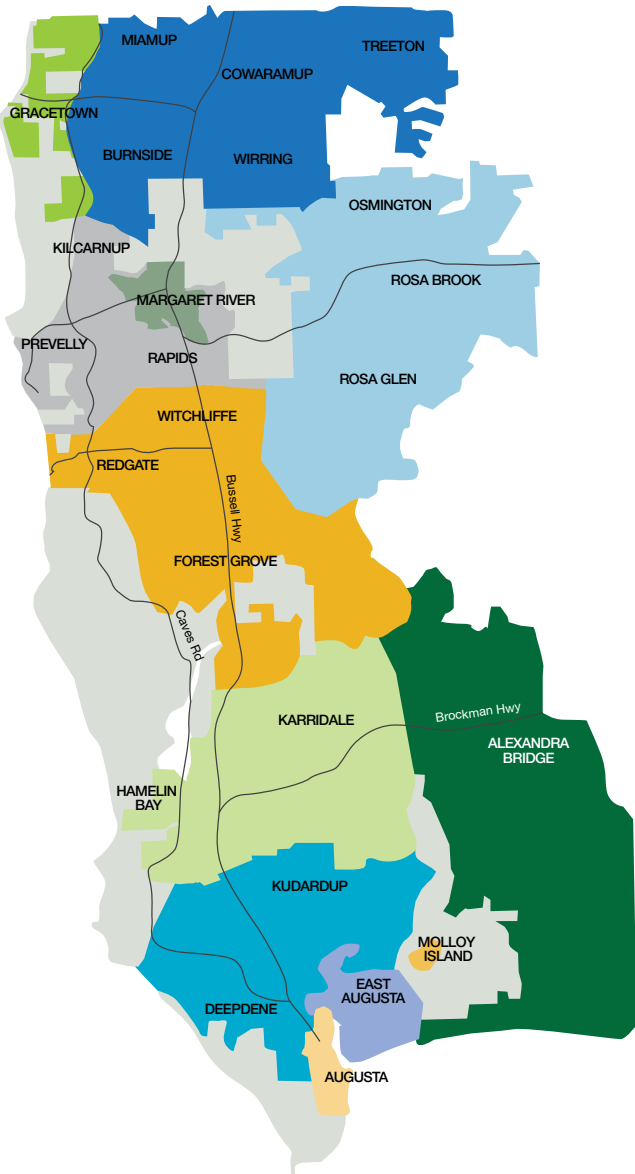 MIAMUP
TREETON
COWARAMUP
GRACETOWN
BURNSIDE
WIRRING
OSMINGTON
KILCARNUP
ROSA BROOK
MARGARET RIVER
PREVELLY
RAPIDS
ROSA GLEN
WITCHLIFFE
REDGATE
Bussell Hwy
FOREST GROVE
Caves Rd
KARRIDALE
Brockman Hwy
ALEXANDRA
BRIDGE
HAMELIN
BAY
KUDARDUP
MOLLOY
ISLAND
EAST
AUGUSTA
DEEPDENE
AUGUSTA